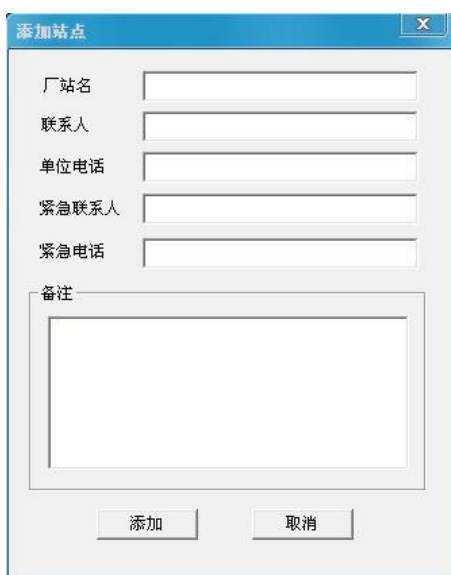 添加站点
厂站名
联系人
单位电话
紧急联系人
紧急电话
备注
添加
取消